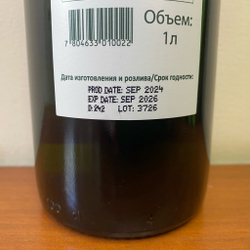 7 804633 010022
Объем:
1л
Дата изготовления и розлива/Срок годности:
PROD DATE: SEP 2024
EXP DATE: SEP 2026
D:242 LOT: 3726